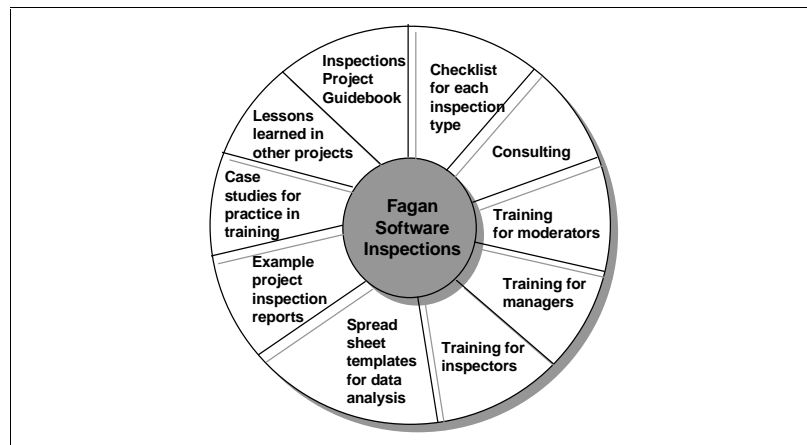 Inspections
Project
Guidebook
Checklist
for each
inspection
type
Consulting
Training
for moderators
Training for
managers
Training for
inspectors
Spread
sheet
templates
for data
analysis
Example
project
inspection
reports
Case
studies for
practice in
training
Lessons
learned in
other projects
Fagan
Software
Inspections